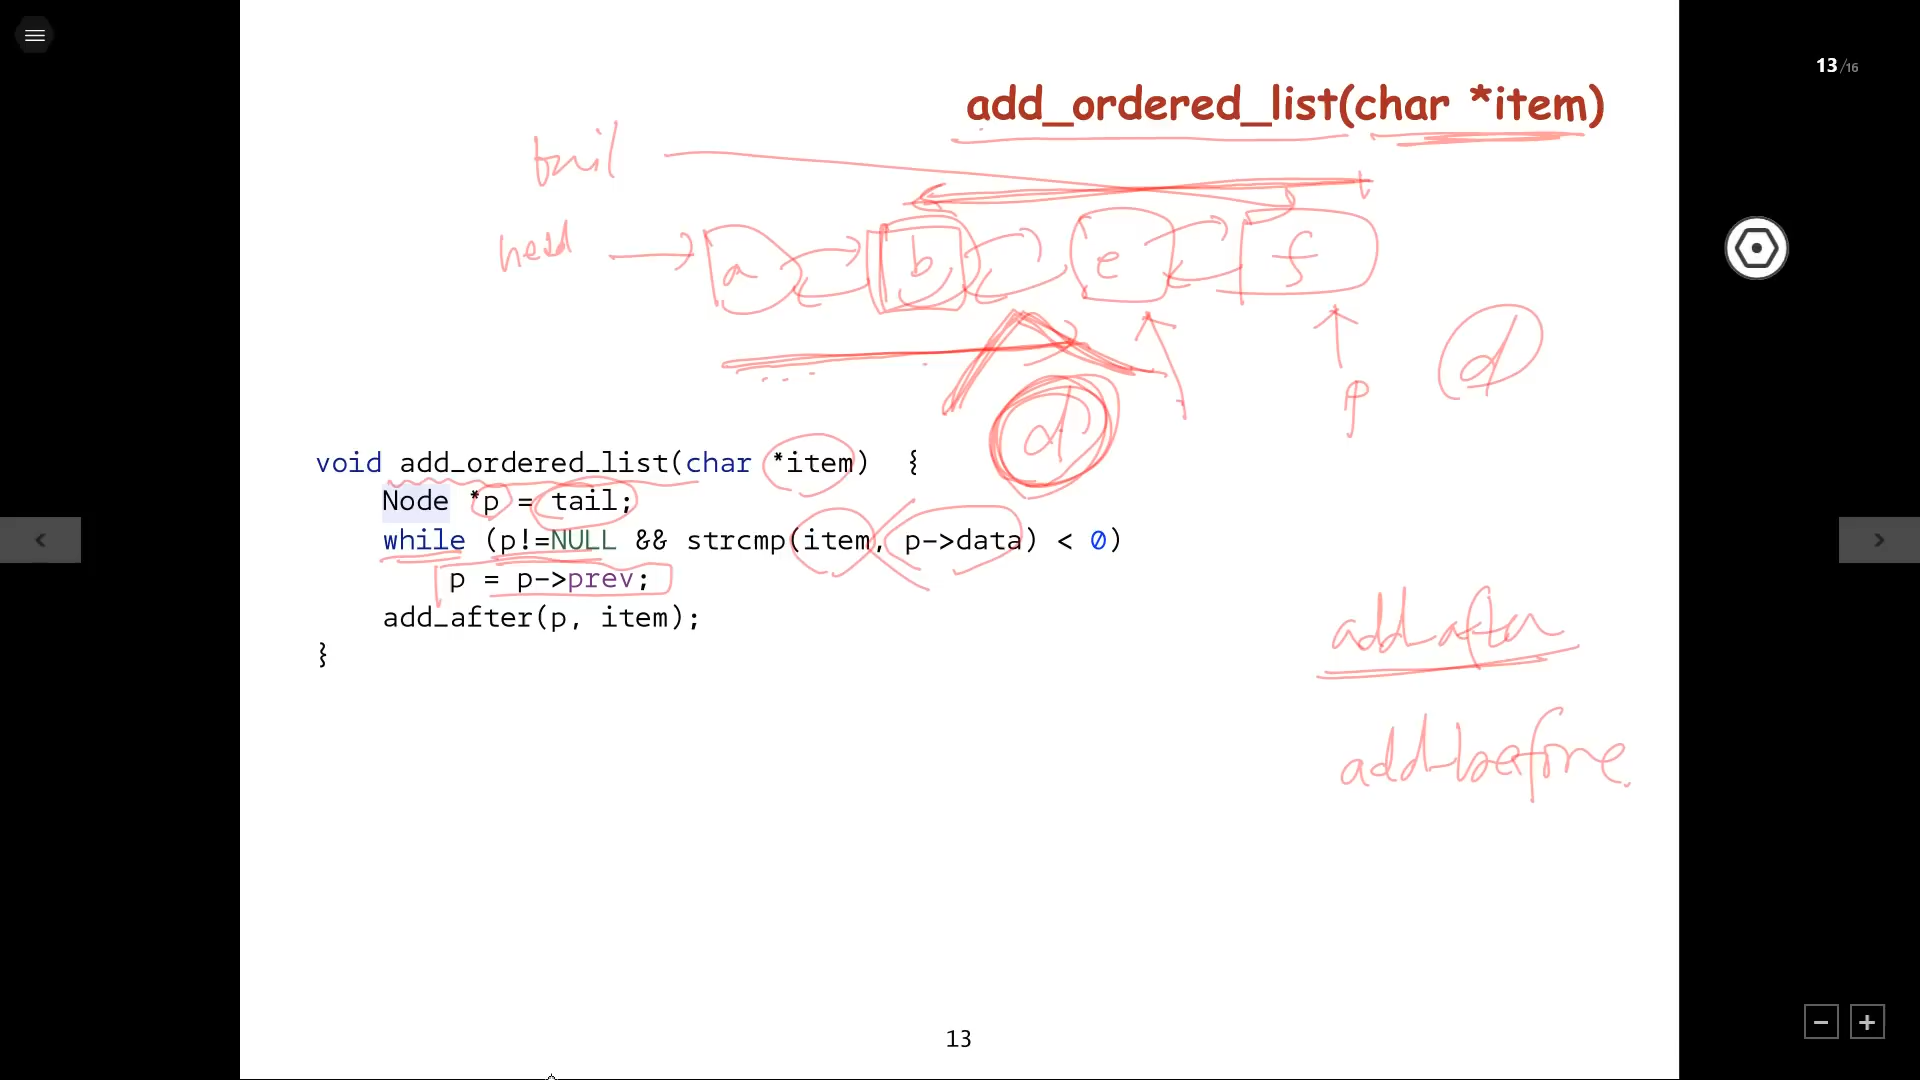 13/16
add_ordered_list(char *item)
tail
head
a b e f
d
p
d
void add_ordered_list(char *item) {
Node *p = tail;
while (p!=NULL && strcmp(item, p->data) < 0)
p = p->prev;
add_after(p, item);
}
add_after
add_before
13